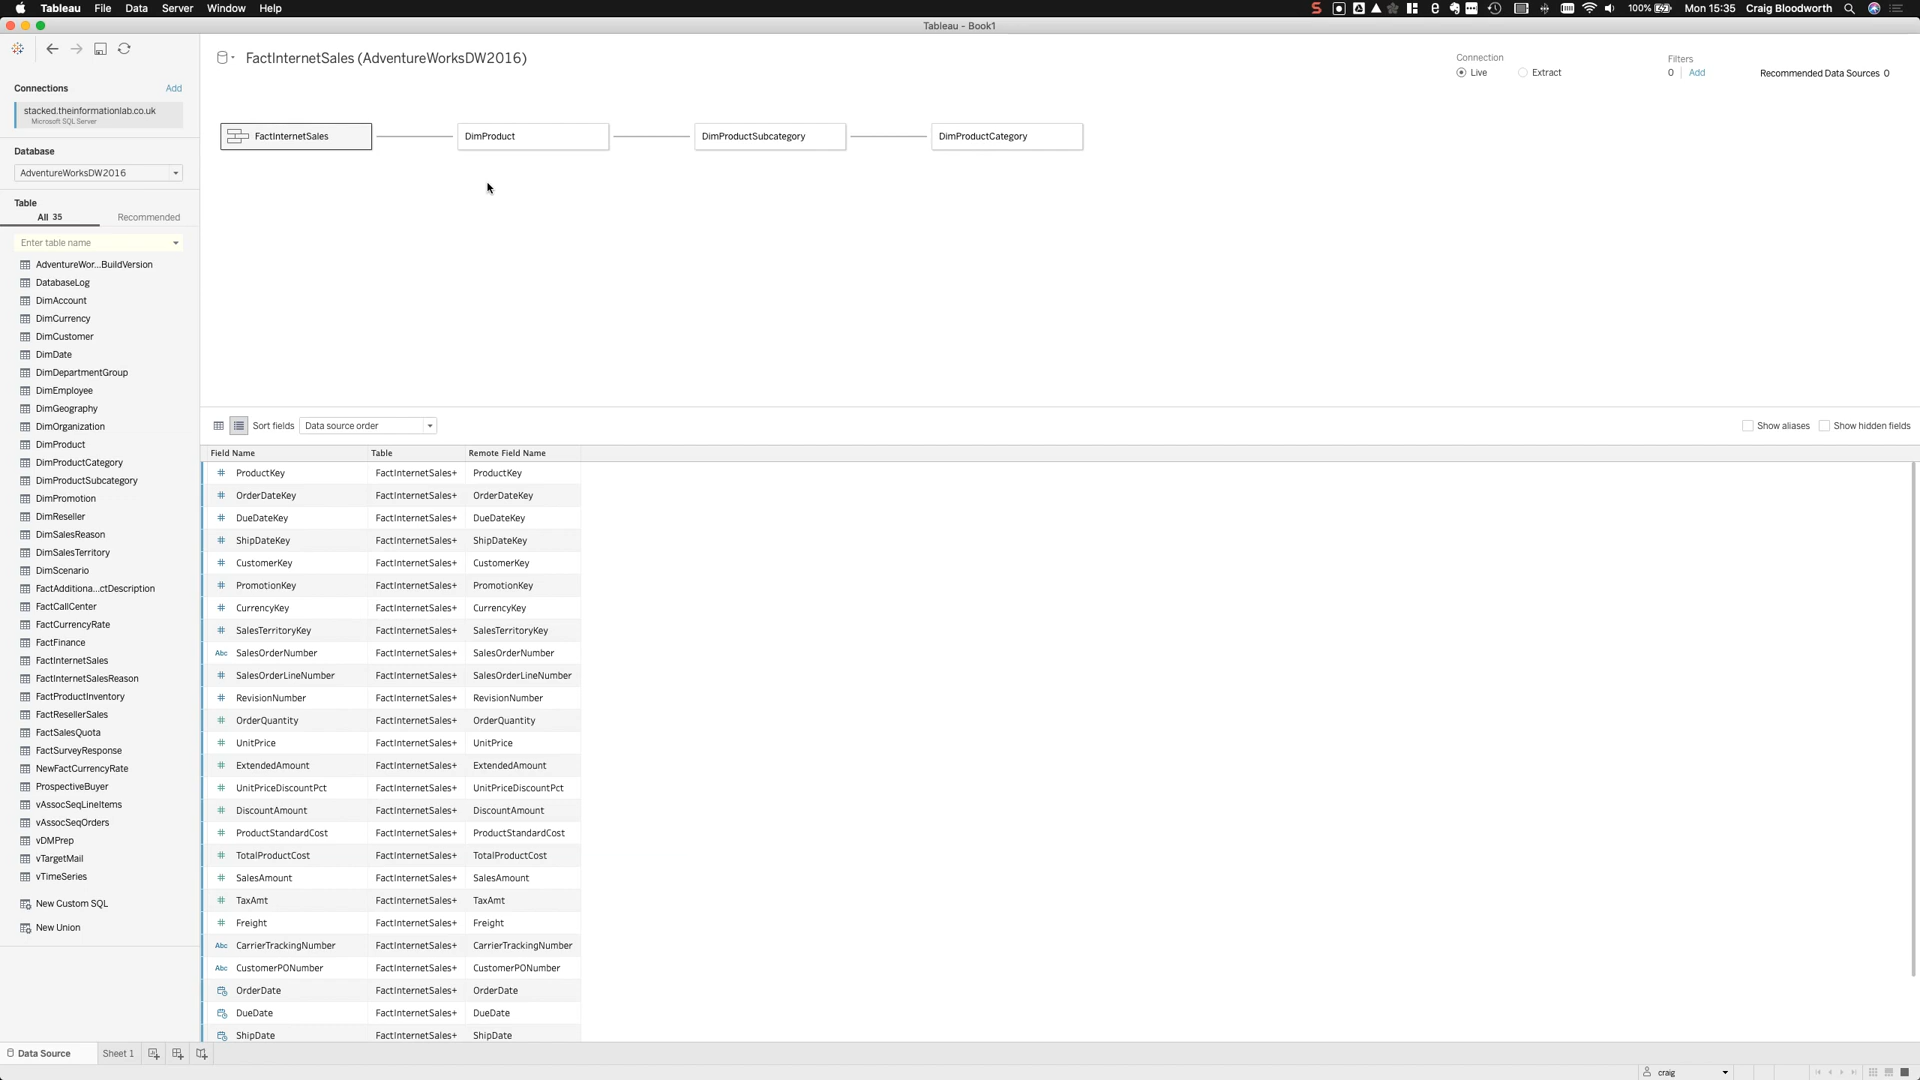 Tableau File Data Server Window Help
100% Mon 15:35 Craig Bloodworth
Tableau - Book1
Connections Add
stacked.theinformationlab.co.uk
Microsoft SQL Server
Database
AdventureWorksDW2016
Table
All 35 Recommended
Enter table name
AdventureWor...BuildVersion
DatabaseLog
DimAccount
DimCurrency
DimCustomer
DimDate
DimDepartmentGroup
DimEmployee
DimGeography
DimOrganization
DimProduct
DimProductCategory
DimProductSubcategory
DimPromotion
DimReseller
DimSalesReason
DimSalesTerritory
DimScenario
FactAdditiona...ctDescription
FactCallCenter
FactCurrencyRate
FactFinance
FactInternetSales
FactInternetSalesReason
FactProductInventory
FactResellerSales
FactSalesQuota
FactSurveyResponse
NewFactCurrencyRate
ProspectiveBuyer
vAssocSeqLineItems
vAssocSeqOrders
vDMPrep
vTargetMail
vTimeSeries
New Custom SQL
New Union
FactInternetSales (AdventureWorksDW2016)
Connection
Live Extract
Filters
0 Add
Recommended Data Sources 0
FactInternetSales DimProduct DimProductSubcategory DimProductCategory
Sort fields Data source order Show aliases Show hidden fields
Field Name Table Remote Field Name
# ProductKey FactInternetSales+ ProductKey
# OrderDateKey FactInternetSales+ OrderDateKey
# DueDateKey FactInternetSales+ DueDateKey
# ShipDateKey FactInternetSales+ ShipDateKey
# CustomerKey FactInternetSales+ CustomerKey
# PromotionKey FactInternetSales+ PromotionKey
# CurrencyKey FactInternetSales+ CurrencyKey
# SalesTerritoryKey FactInternetSales+ SalesTerritoryKey
Abc SalesOrderNumber FactInternetSales+ SalesOrderNumber
# SalesOrderLineNumber FactInternetSales+ SalesOrderLineNumber
# RevisionNumber FactInternetSales+ RevisionNumber
# OrderQuantity FactInternetSales+ OrderQuantity
# UnitPrice FactInternetSales+ UnitPrice
# ExtendedAmount FactInternetSales+ ExtendedAmount
# UnitPriceDiscountPct FactInternetSales+ UnitPriceDiscountPct
# DiscountAmount FactInternetSales+ DiscountAmount
# ProductStandardCost FactInternetSales+ ProductStandardCost
# TotalProductCost FactInternetSales+ TotalProductCost
# SalesAmount FactInternetSales+ SalesAmount
# TaxAmt FactInternetSales+ TaxAmt
# Freight FactInternetSales+ Freight
Abc CarrierTrackingNumber FactInternetSales+ CarrierTrackingNumber
Abc CustomerPONumber FactInternetSales+ CustomerPONumber
OrderDate FactInternetSales+ OrderDate
DueDate FactInternetSales+ DueDate
ShipDate FactInternetSales+ ShipDate
Data Source Sheet 1
craig